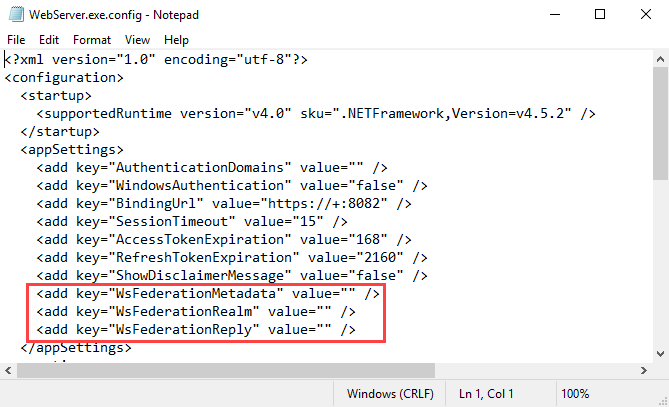 WebServer.exe.config - Notepad
File Edit Format View Help
<?xml version="1.0" encoding="utf-8"?>
<configuration>
<startup>
<supportedRuntime version="v4.0" sku=".NETFramework,Version=v4.5.2" />
</startup>
<appSettings>
<add key="AuthenticationDomains" value="" />
<add key="WindowsAuthentication" value="false" />
<add key="BindingUrl" value="https://+:8082" />
<add key="SessionTimeout" value="15" />
<add key="AccessTokenExpiration" value="168" />
<add key="RefreshTokenExpiration" value="2160" />
<add key="ShowDisclaimerMessage" value="false" />
<add key="WsFederationMetadata" value="" />
<add key="WsFederationRealm" value="" />
<add key="WsFederationReply" value="" />
</appSettings>
Windows (CRLF) Ln 1, Col 1 100%